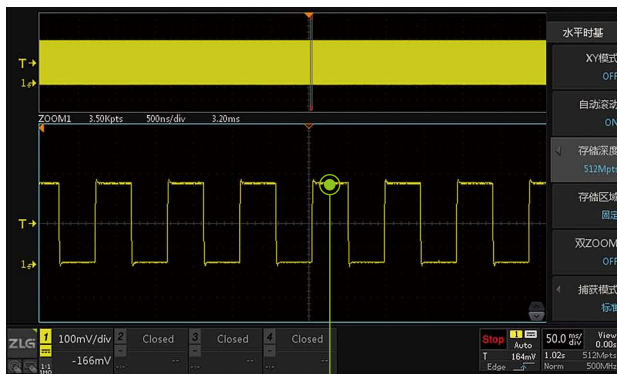 水平时基
XY模式
OFF
自动滚动
ON
存储深度
512Mpts
存储区域
固定
双ZOOM
OFF
捕获模式
标准
T
1
ZOOM1 3.50Kpts 500ns/div 3.20ms
T
1
ZLG
1 100mV/div 2 Closed 3 Closed 4 Closed
1:1 -166mV -- -- --
Stop 1 Auto 50.0 ms/div View 0.00s
T 164mV 1.02s 512Mpts
Edge Norm 500MHz